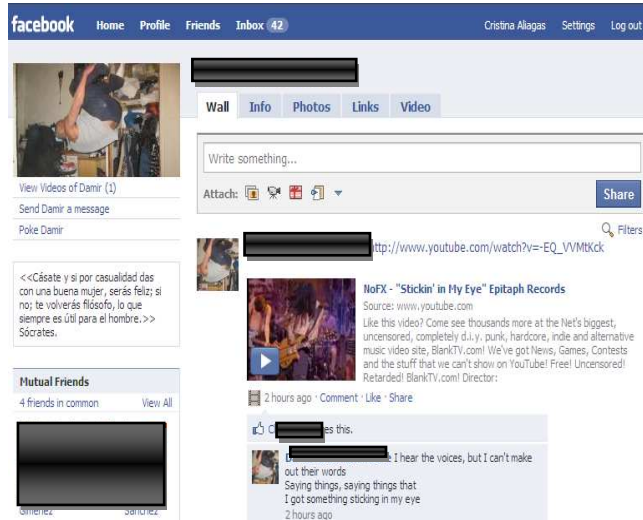 facebook Home Profile Friends Inbox 42 Cristina Aliagas Settings Log out
Wall Info Photos Links Video
Write something...
Attach:
Share
View Videos of Damir (1)
Send Damir a message
Poke Damir
Filters
http://www.youtube.com/watch?v=-EQ_VVMtKck
<<Cásate y si por casualidad das
con una buena mujer, serás feliz; si
no; te volverás filósofo, lo que
siempre es útil para el hombre.>>
Sócrates.
NoFX - "Stickin' in My Eye" Epitaph Records
Source: www.youtube.com
Like this video? Come see thousands more at the Net's biggest,
uncensored, completely d.i.y. punk, hardcore, indie and alternative
music video site, BlankTV.com! We've got News, Games, Contests
and the stuff that we can't show on YouTube! Free! Uncensored!
Retarded! BlankTV.com! Director:
2 hours ago · Comment · Like · Share
Mutual Friends
4 friends in common View All
es this.
I hear the voices, but I can't make
out their words
Saying things, saying things that
I got something sticking in my eye
2 hours ago